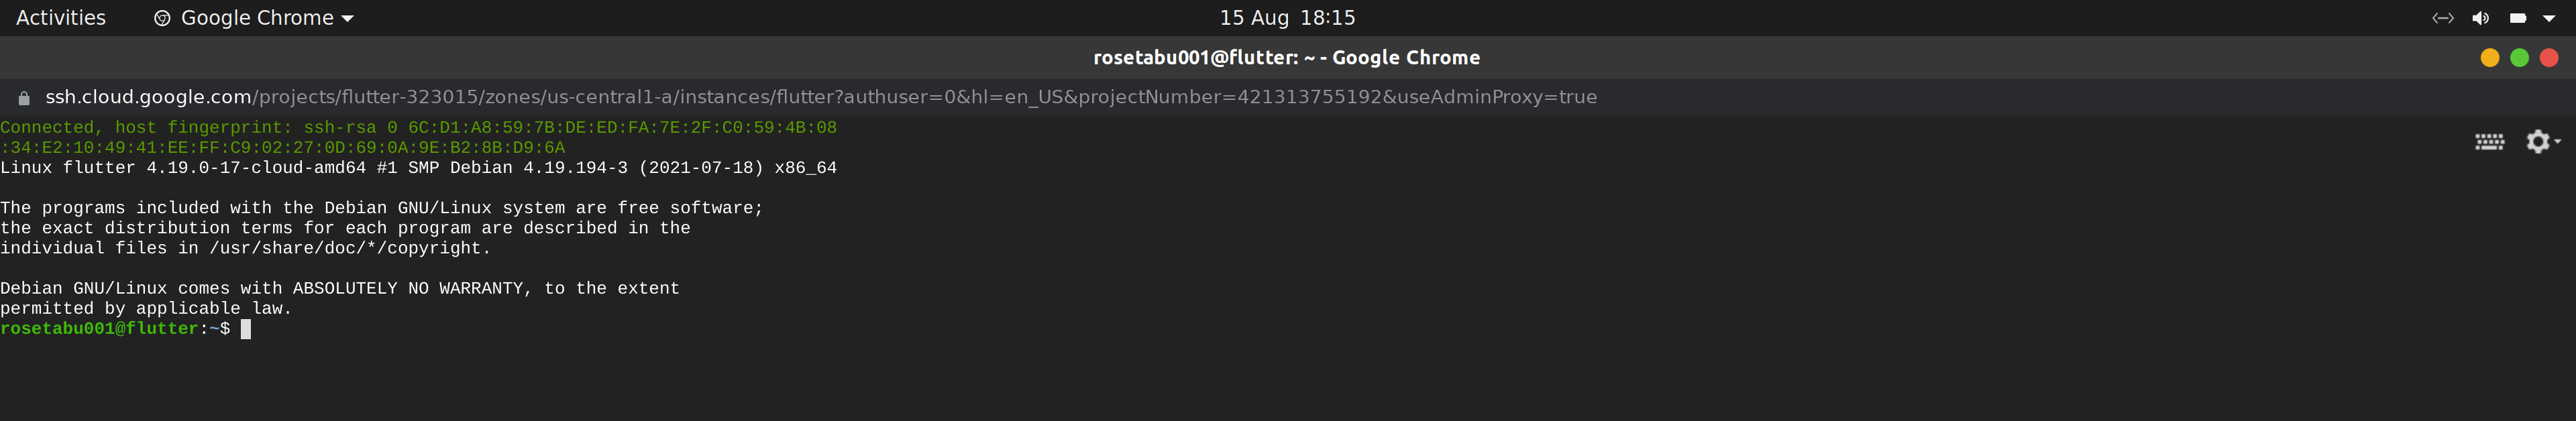 Activities Google Chrome 15 Aug 18:15
rosetabu001@flutter: ~ - Google Chrome
ssh.cloud.google.com/projects/flutter-323015/zones/us-central1-a/instances/flutter?authuser=0&hl=en_US&projectNumber=421313755192&useAdminProxy=true
Connected, host fingerprint: ssh-rsa 0 6C:D1:A8:59:7B:DE:ED:FA:7E:2F:C0:59:4B:08
:34:E2:10:49:41:EE:FF:C9:02:27:0D:69:0A:9E:B2:8B:D9:6A
Linux flutter 4.19.0-17-cloud-amd64 #1 SMP Debian 4.19.194-3 (2021-07-18) x86_64
The programs included with the Debian GNU/Linux system are free software;
the exact distribution terms for each program are described in the
individual files in /usr/share/doc/*/copyright.
Debian GNU/Linux comes with ABSOLUTELY NO WARRANTY, to the extent
permitted by applicable law.
rosetabu001@flutter:~$